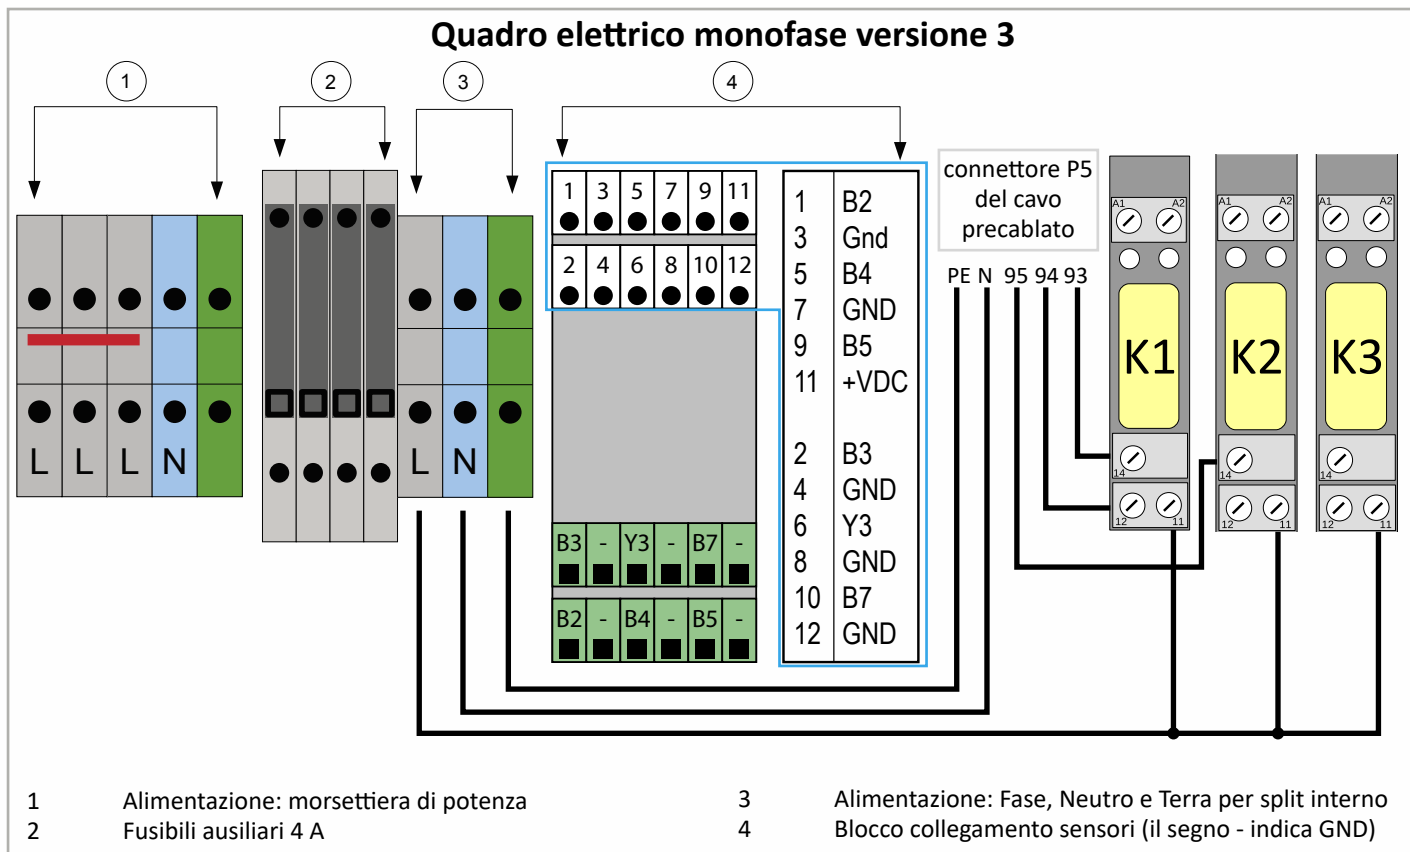 Quadro elettrico monofase versione 3
1 2 3 4
L L L N
L N
1 3 5 7 9 11
2 4 6 8 10 12
B3 - Y3 - B7 -
B2 - B4 - B5 -
1 B2
3 Gnd
5 B4
7 GND
9 B5
11 +VDC
2 B3
4 GND
6 Y3
8 GND
10 B7
12 GND
connettore P5
del cavo
precablato
PE N 95 94 93
A1 A2
K1
14
12 11
A1 A2
K2
14
12 11
A1 A2
K3
14
12 11
1 Alimentazione: morsettiera di potenza
2 Fusibili ausiliari 4 A
3 Alimentazione: Fase, Neutro e Terra per split interno
4 Blocco collegamento sensori (il segno - indica GND)